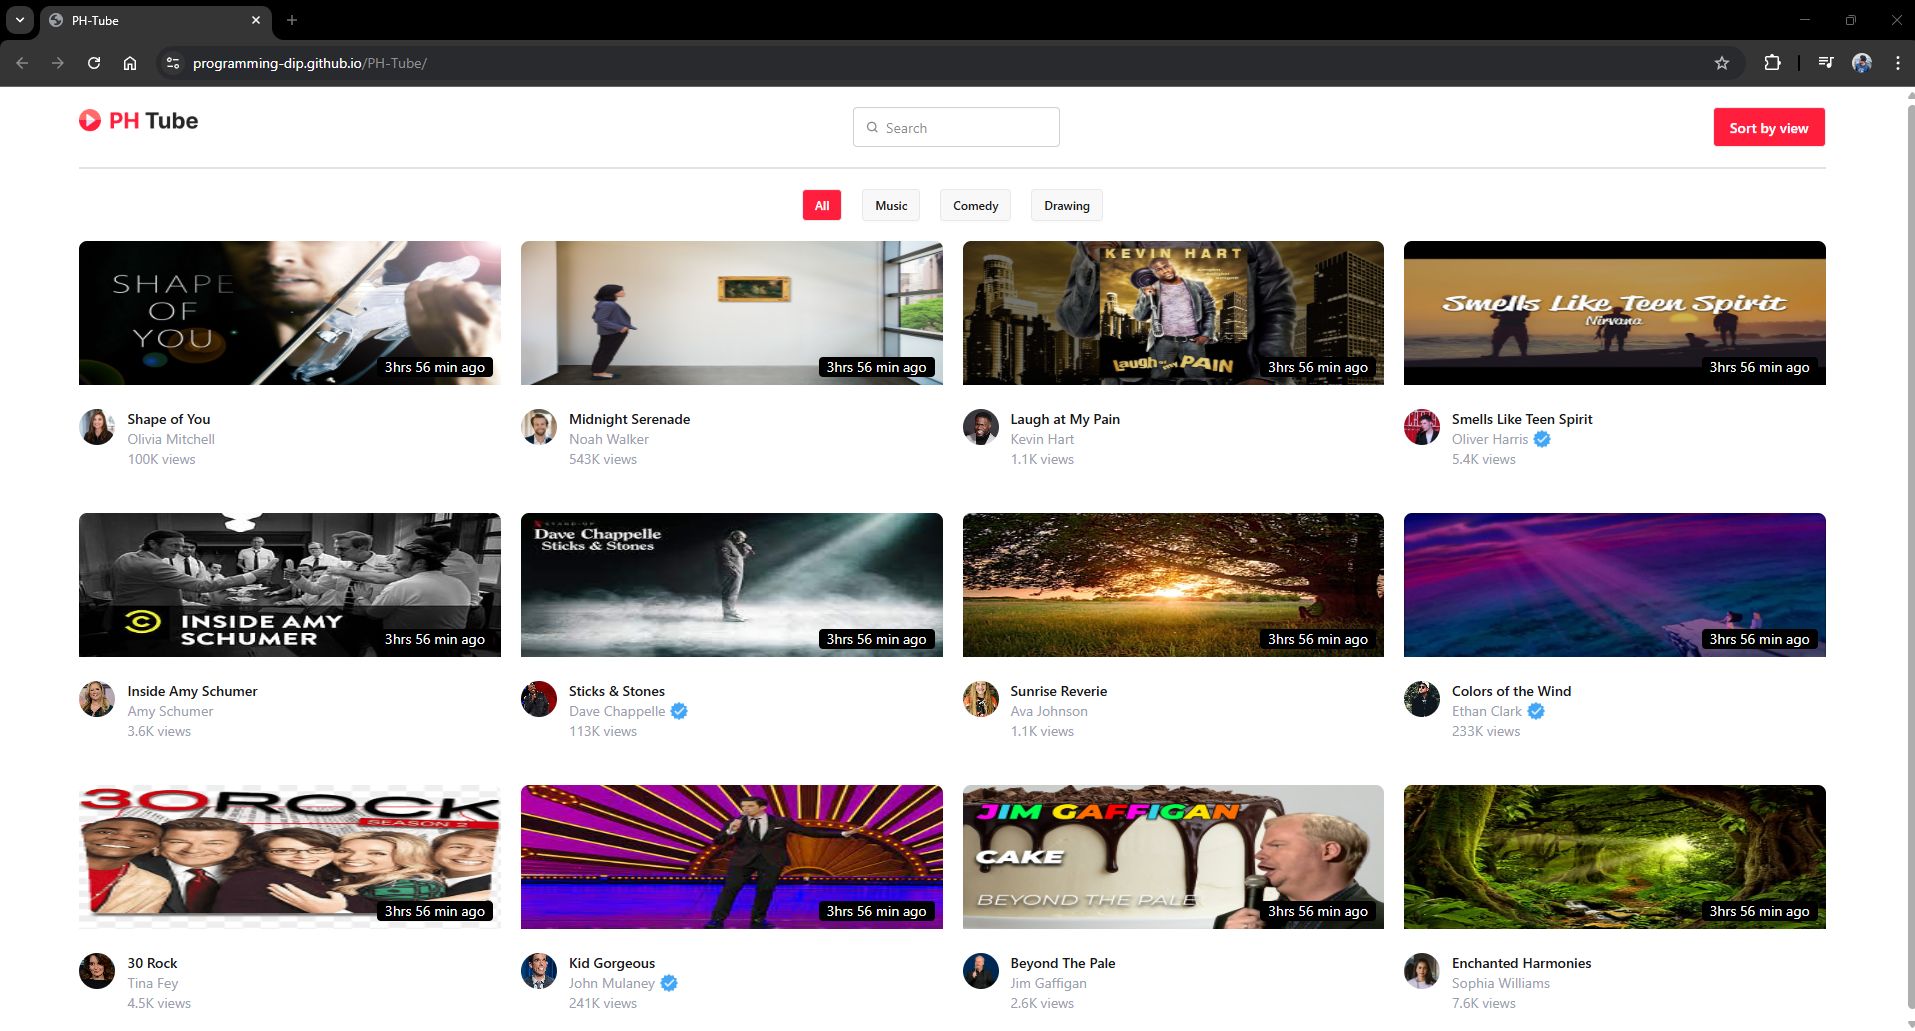 PH-Tube
programming-dip.github.io/PH-Tube/
PH Tube
Search
Sort by view
All
Music
Comedy
Drawing
SHAPE
OF
YOU
3hrs 56 min ago
3hrs 56 min ago
KEVIN HART
Laugh at my PAIN
3hrs 56 min ago
Smells Like Teen Spirit
Nirvana
3hrs 56 min ago
Shape of You
Olivia Mitchell
100K views
Midnight Serenade
Noah Walker
543K views
Laugh at My Pain
Kevin Hart
1.1K views
Smells Like Teen Spirit
Oliver Harris
5.4K views
INSIDE AMY
SCHUMER
3hrs 56 min ago
STAND-UP
Dave Chappelle
Sticks & Stones
3hrs 56 min ago
3hrs 56 min ago
3hrs 56 min ago
Inside Amy Schumer
Amy Schumer
3.6K views
Sticks & Stones
Dave Chappelle
113K views
Sunrise Reverie
Ava Johnson
1.1K views
Colors of the Wind
Ethan Clark
233K views
30 ROCK
SEASON 2
3hrs 56 min ago
3hrs 56 min ago
JIM GAFFIGAN
CAKE
BEYOND THE PALE
3hrs 56 min ago
3hrs 56 min ago
30 Rock
Tina Fey
4.5K views
Kid Gorgeous
John Mulaney
241K views
Beyond The Pale
Jim Gaffigan
2.6K views
Enchanted Harmonies
Sophia Williams
7.6K views